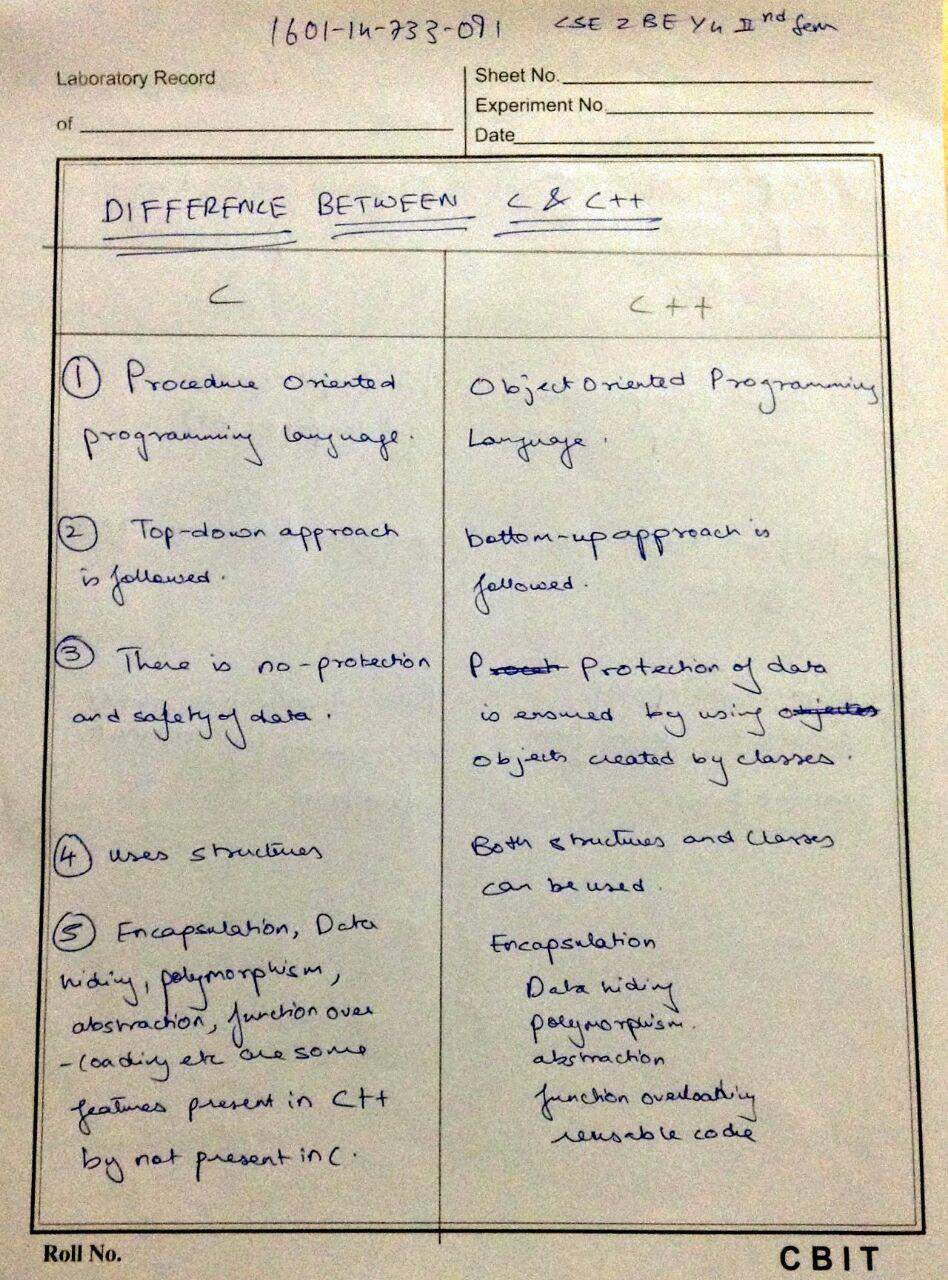 1601-14-733-091 CSE 2 BE Y4 IInd Sem
Laboratory Record
of
Sheet No.
Experiment No.
Date
DIFFERENCE BETWEEN C & C++
C
C++
① Procedure Oriented
programming language.
② Top-down approach
is followed.
③ There is no-protection
and safety of data.
④ uses structures
⑤ Encapsulation, Data
hiding, polymorphism,
abstraction, function over
-loading etc are some
features present in C++
by not present in C.
Object Oriented Programming
Language.
bottom-up approach is
followed.
Protection of data
is ensured by using
objects created by classes.
Both structures and Classes
can be used.
Encapsulation
Data hiding
polymorphism.
abstraction
function overloading
reusable code
Roll No.
CBIT